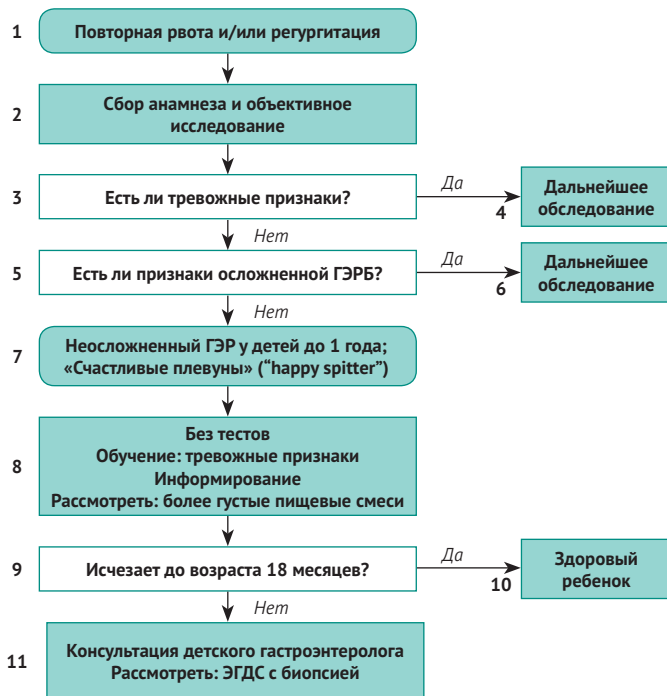 1
Повторная рвота и/или регургитация
2
Сбор анамнеза и объективное
исследование
3
Есть ли тревожные признаки?
Да
4
Дальнейшее
обследование
Нет
5
Есть ли признаки осложненной ГЭРБ?
Да
6
Дальнейшее
обследование
Нет
7
Неосложненный ГЭР у детей до 1 года;
«Счастливые плевуны» (“happy spitter”)
8
Без тестов
Обучение: тревожные признаки
Информирование
Рассмотреть: более густые пищевые смеси
9
Исчезает до возраста 18 месяцев?
Да
10
Здоровый
ребенок
Нет
11
Консультация детского гастроэнтеролога
Рассмотреть: ЭГДС с биопсией